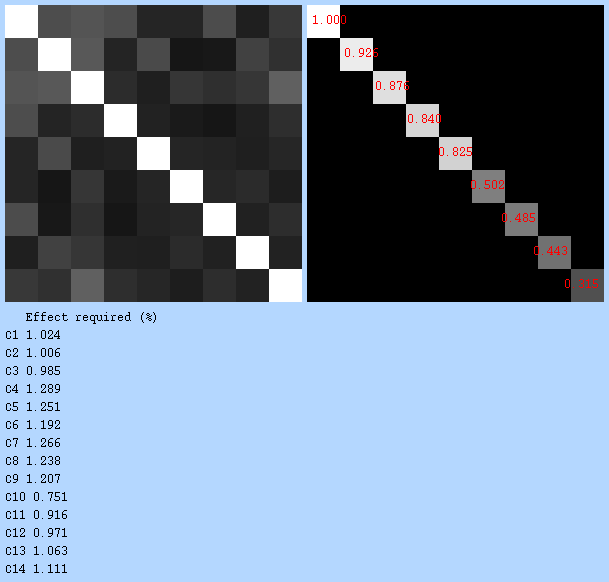 1.000
0.926
0.876
0.840
0.825
0.502
0.485
0.443
Effect required (%)
C1 1.024
C2 1.006
C3 0.985
C4 1.289
C5 1.251
C6 1.192
C7 1.266
C8 1.238
C9 1.207
C10 0.751
C11 0.916
C12 0.971
C13 1.063
C14 1.111